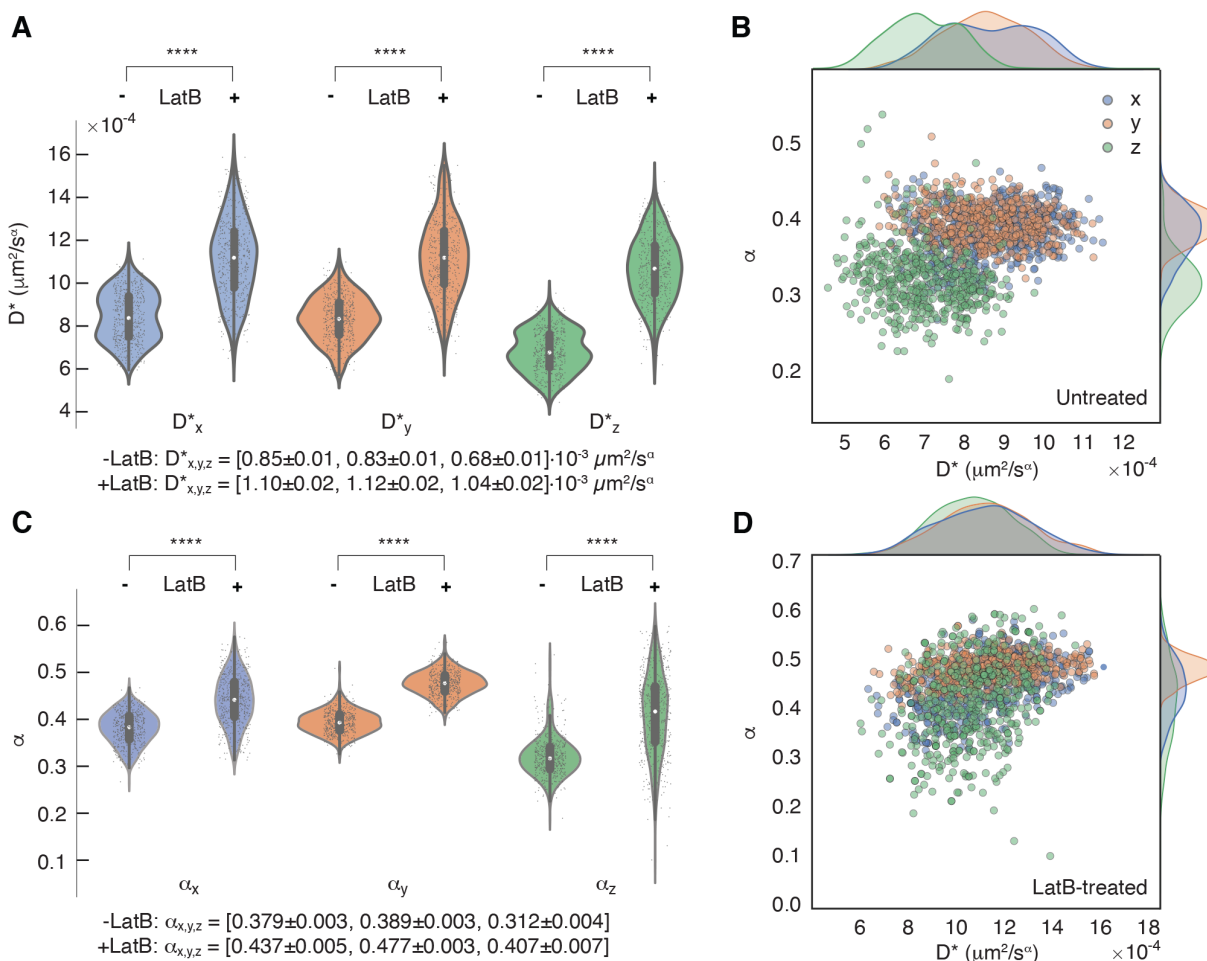 A
****
****
****
- LatB +
- LatB +
- LatB +
×10⁻⁴
16
14
12
10
8
6
4
D* (μm²/sᵅ)
D*ₓ
D*y
D*z
-LatB: D*x,y,z = [0.85±0.01, 0.83±0.01, 0.68±0.01]·10⁻³ μm²/sᵅ
+LatB: D*x,y,z = [1.10±0.02, 1.12±0.02, 1.04±0.02]·10⁻³ μm²/sᵅ
B
x
y
z
0.5
0.4
0.3
0.2
α
Untreated
5 6 7 8 9 10 11 12
D* (μm²/sᵅ)
×10⁻⁴
C
****
****
****
- LatB +
- LatB +
- LatB +
0.6
0.5
0.4
0.3
0.2
0.1
α
αx
αy
αz
-LatB: αx,y,z = [0.379±0.003, 0.389±0.003, 0.312±0.004]
+LatB: αx,y,z = [0.437±0.005, 0.477±0.003, 0.407±0.007]
D
0.7
0.6
0.5
0.4
0.3
0.2
0.1
0.0
α
LatB-treated
6 8 10 12 14 16 18
D* (μm²/sᵅ)
×10⁻⁴